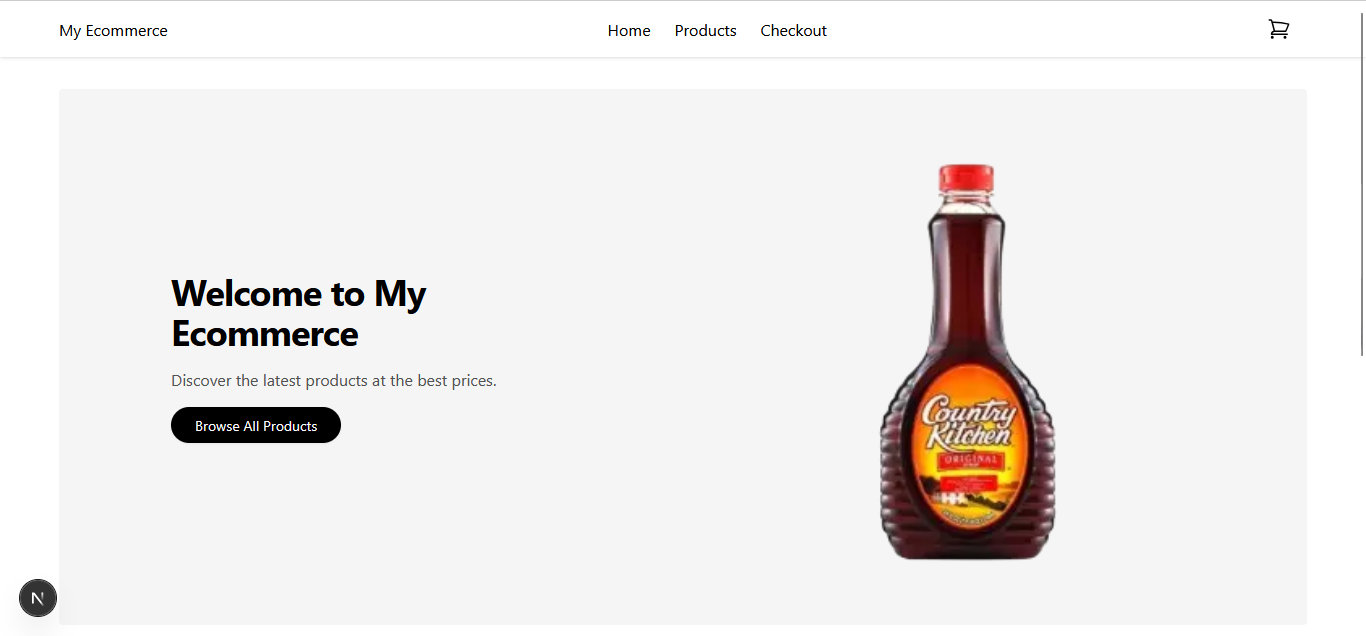 My Ecommerce
Home
Products
Checkout
Welcome to My
Ecommerce
Discover the latest products at the best prices.
Browse All Products
Country
Kitchen
ORIGINAL
SYRUP
N